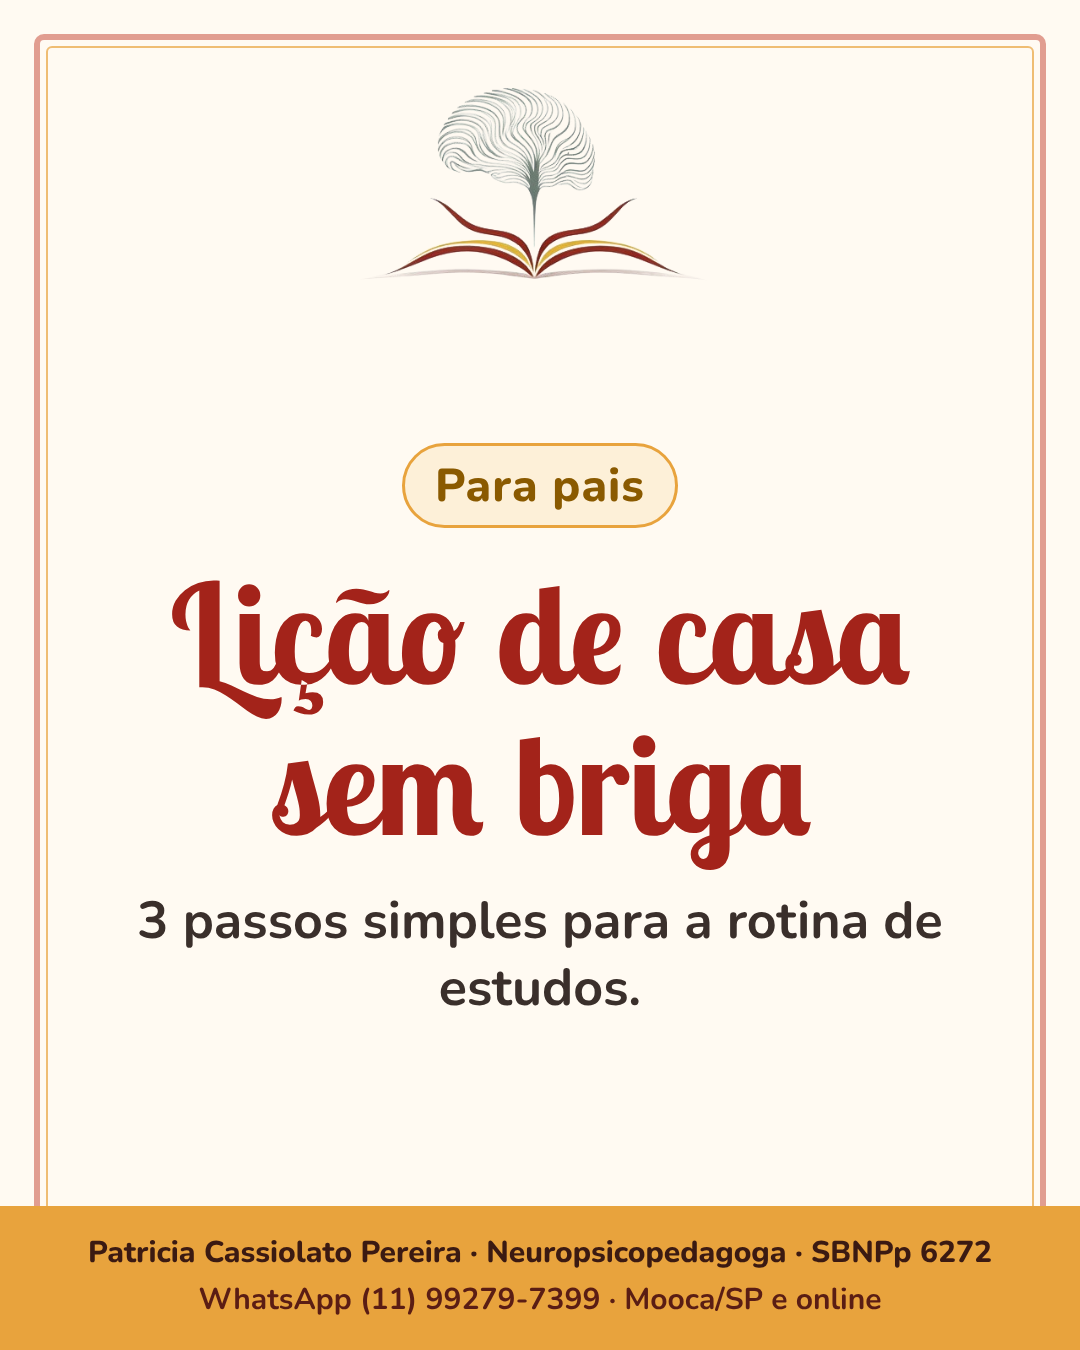 Para pais
Lição de casa
sem briga
3 passos simples para a rotina de
estudos.
Patricia Cassiolato Pereira · Neuropsicopedagoga · SBNPp 6272
WhatsApp (11) 99279-7399 · Mooca/SP e online